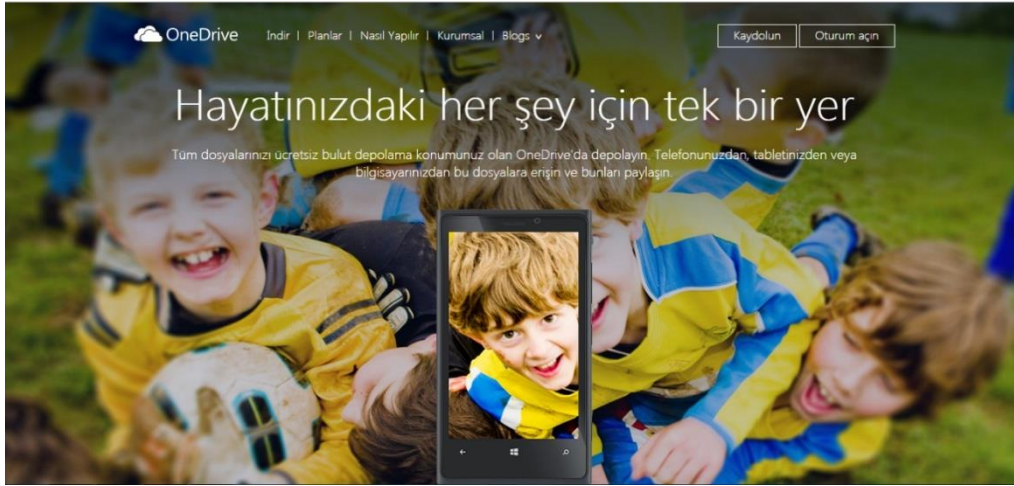 OneDrive İndir | Planlar | Nasıl Yapılır | Kurumsal | Blogs Kaydolun Oturum açın
Hayatınızdaki her şey için tek bir yer
Tüm dosyalarınızı ücretsiz bulut depolama konumunuz olan OneDrive'da depolayın. Telefonunuzdan, tabletinizden veya
bilgisayarınızdan bu dosyalara erişin ve bunları paylaşın.